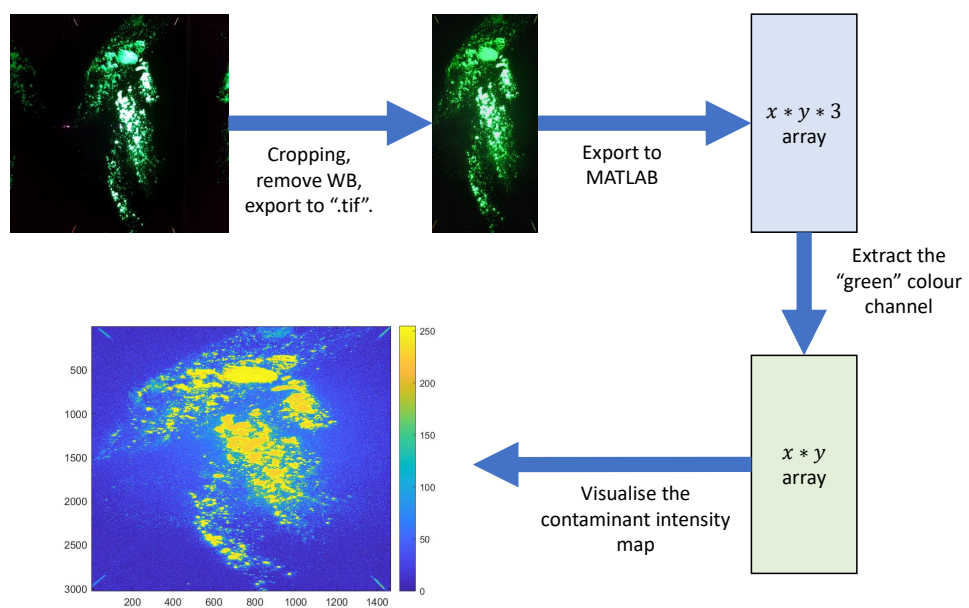 Cropping,
remove WB,
export to “.tif”.
Export to
MATLAB
x * y * 3
array
Extract the
“green” colour
channel
x * y
array
Visualise the
contaminant intensity
map
500
1000
1500
2000
2500
3000
200
400
600
800
1000
1200
1400
250
200
150
100
50
0